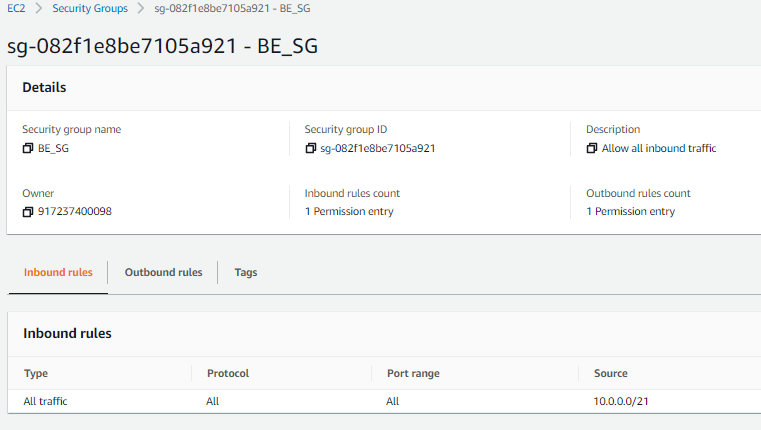 EC2 > Security Groups > sg-082f1e8be7105a921 - BE_SG
sg-082f1e8be7105a921 - BE_SG
Details
Security group name Security group ID Description
BE_SG sg-082f1e8be7105a921 Allow all inbound traffic
Owner Inbound rules count Outbound rules count
917237400098 1 Permission entry 1 Permission entry
Inbound rules Outbound rules Tags
Inbound rules
Type Protocol Port range Source
All traffic All All 10.0.0.0/21